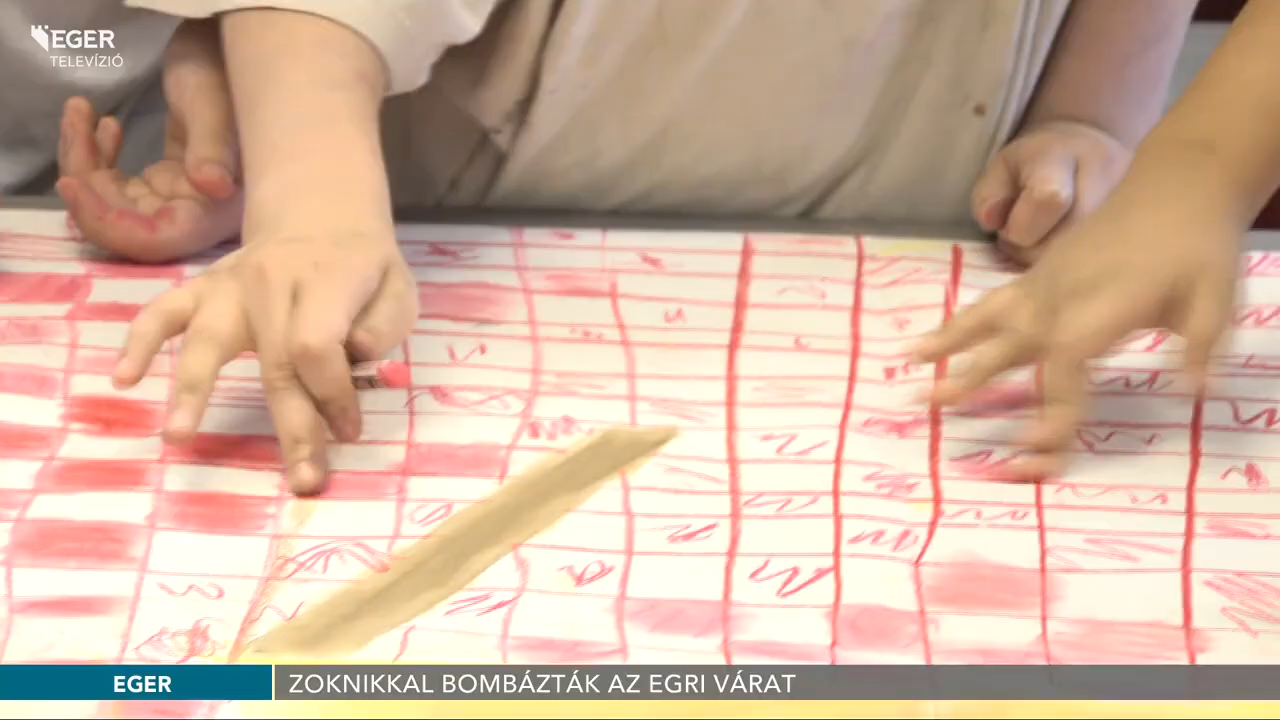 EGER
TELEVÍZIÓ
EGER
ZOKNIKKAL BOMBÁZTÁK AZ EGRI VÁRAT